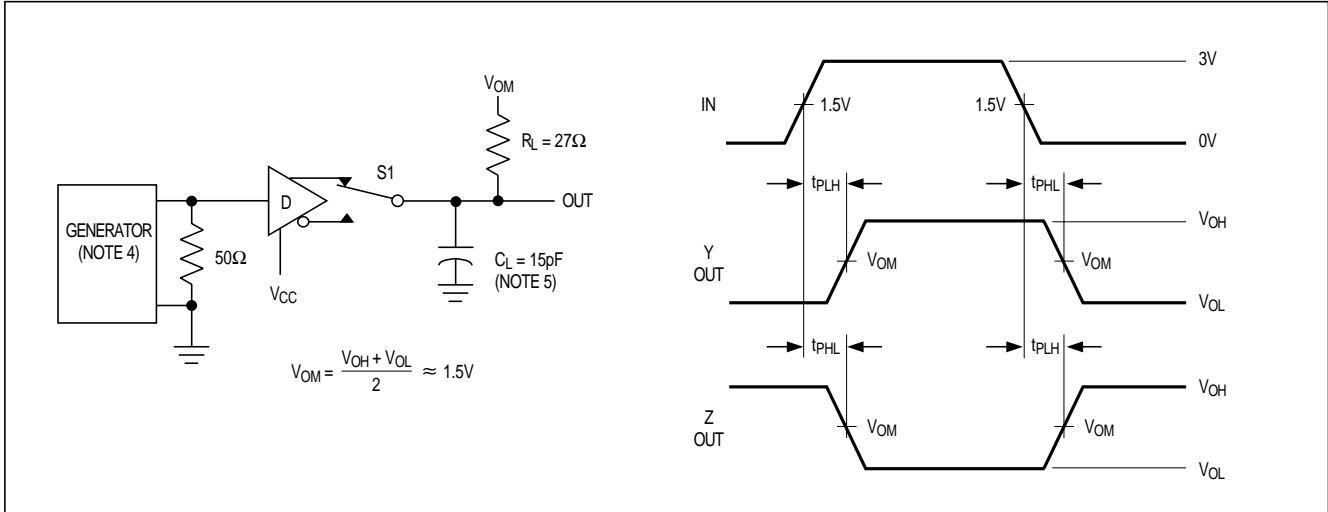 GENERATOR
(NOTE 4)
50Ω
D
VCC
S1
VOM
RL = 27Ω
OUT
CL = 15pF
(NOTE 5)
VOM = VOH + VOL / 2 ≈ 1.5V
IN
1.5V
1.5V
3V
0V
tPLH
tPHL
Y
OUT
VOM
VOM
VOH
VOL
tPHL
tPLH
Z
OUT
VOM
VOM
VOH
VOL